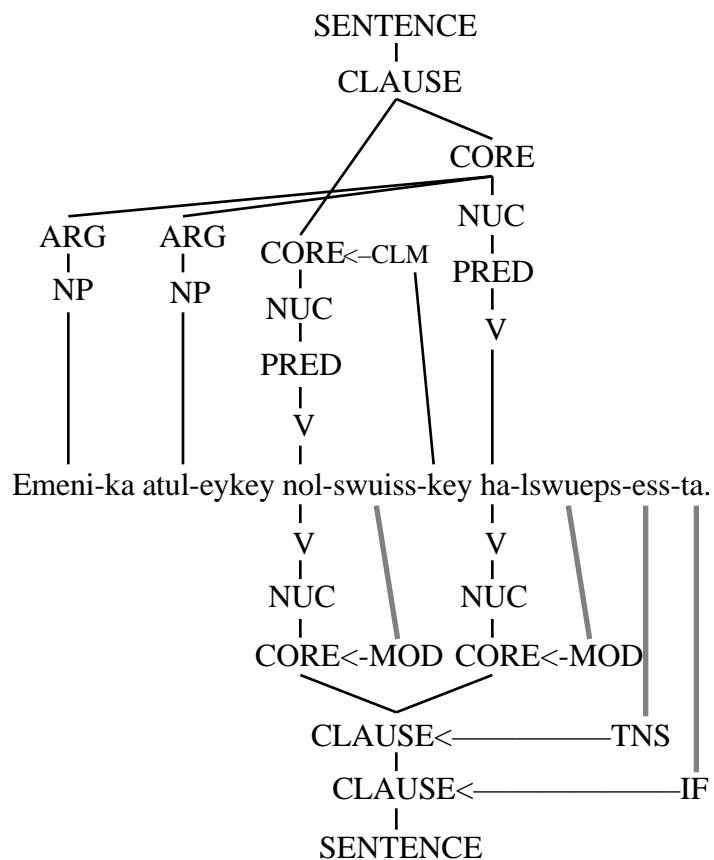 SENTENCE
CLAUSE
CORE
ARG ARG NUC
CORE<–CLM
NP NP PRED
NUC
V
PRED
V
Emeni-ka atul-eykey nol-swuiss-key ha-lswueps-ess-ta.
V V
NUC NUC
CORE<-MOD CORE<-MOD
CLAUSE<——————–TNS
CLAUSE<————————–IF
SENTENCE